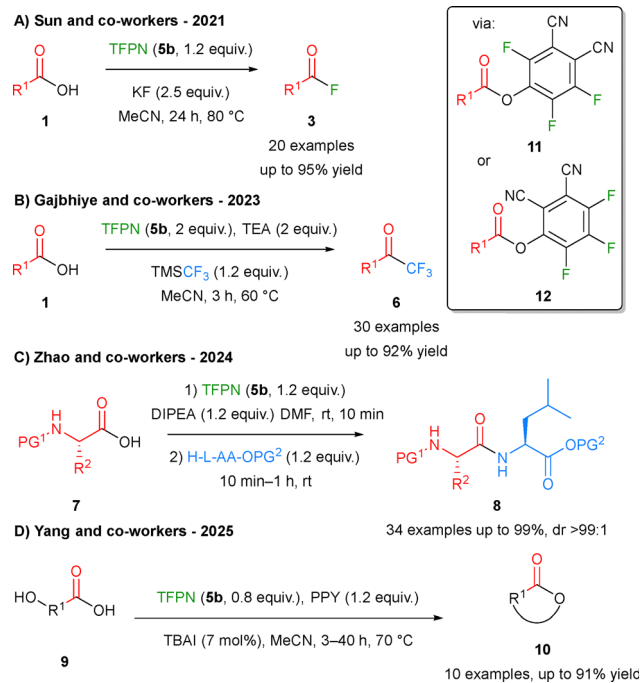 A) Sun and co-workers - 2021
O
R1
OH
1
TFPN (5b, 1.2 equiv.)
KF (2.5 equiv.)
MeCN, 24 h, 80 °C
O
R1
F
3
20 examples
up to 95% yield
via:
CN
F
CN
O
R1
O
F
F
11
or
CN
NC
F
O
R1
O
F
F
12
B) Gajbhiye and co-workers - 2023
O
R1
OH
1
TFPN (5b, 2 equiv.), TEA (2 equiv.)
TMSCF3 (1.2 equiv.)
MeCN, 3 h, 60 °C
O
R1
CF3
6
30 examples
up to 92% yield
C) Zhao and co-workers - 2024
H
N
PG1
O
OH
R2
7
1) TFPN (5b, 1.2 equiv.)
DIPEA (1.2 equiv.) DMF, rt, 10 min
2) H-L-AA-OPG2 (1.2 equiv.)
10 min–1 h, rt
H
N
PG1
O
R2
N
H
OPG2
O
8
34 examples up to 99%, dr >99:1
D) Yang and co-workers - 2025
HO
R1
O
OH
9
TFPN (5b, 0.8 equiv.), PPY (1.2 equiv.)
TBAI (7 mol%), MeCN, 3–40 h, 70 °C
O
R1
O
10
10 examples, up to 91% yield